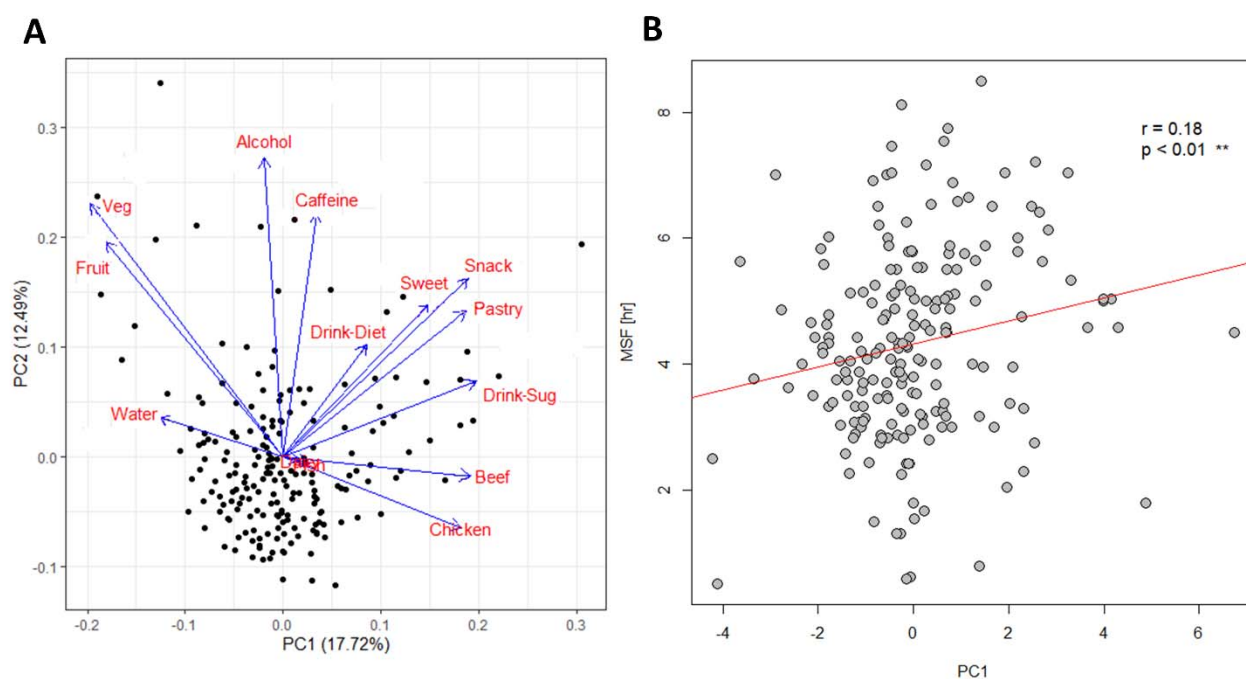 A
B
Alcohol
Caffeine
Veg
Fruit
Snack
Sweet
Pastry
Drink-Diet
Drink-Sug
Water
Beef
Chicken
0.3
0.2
0.1
0.0
-0.1
PC2 (12.49%)
-0.2
-0.1
0.0
0.1
0.2
0.3
PC1 (17.72%)
r = 0.18
p < 0.01 **
8
6
4
2
MSF [hr]
-4
-2
0
2
4
6
PC1